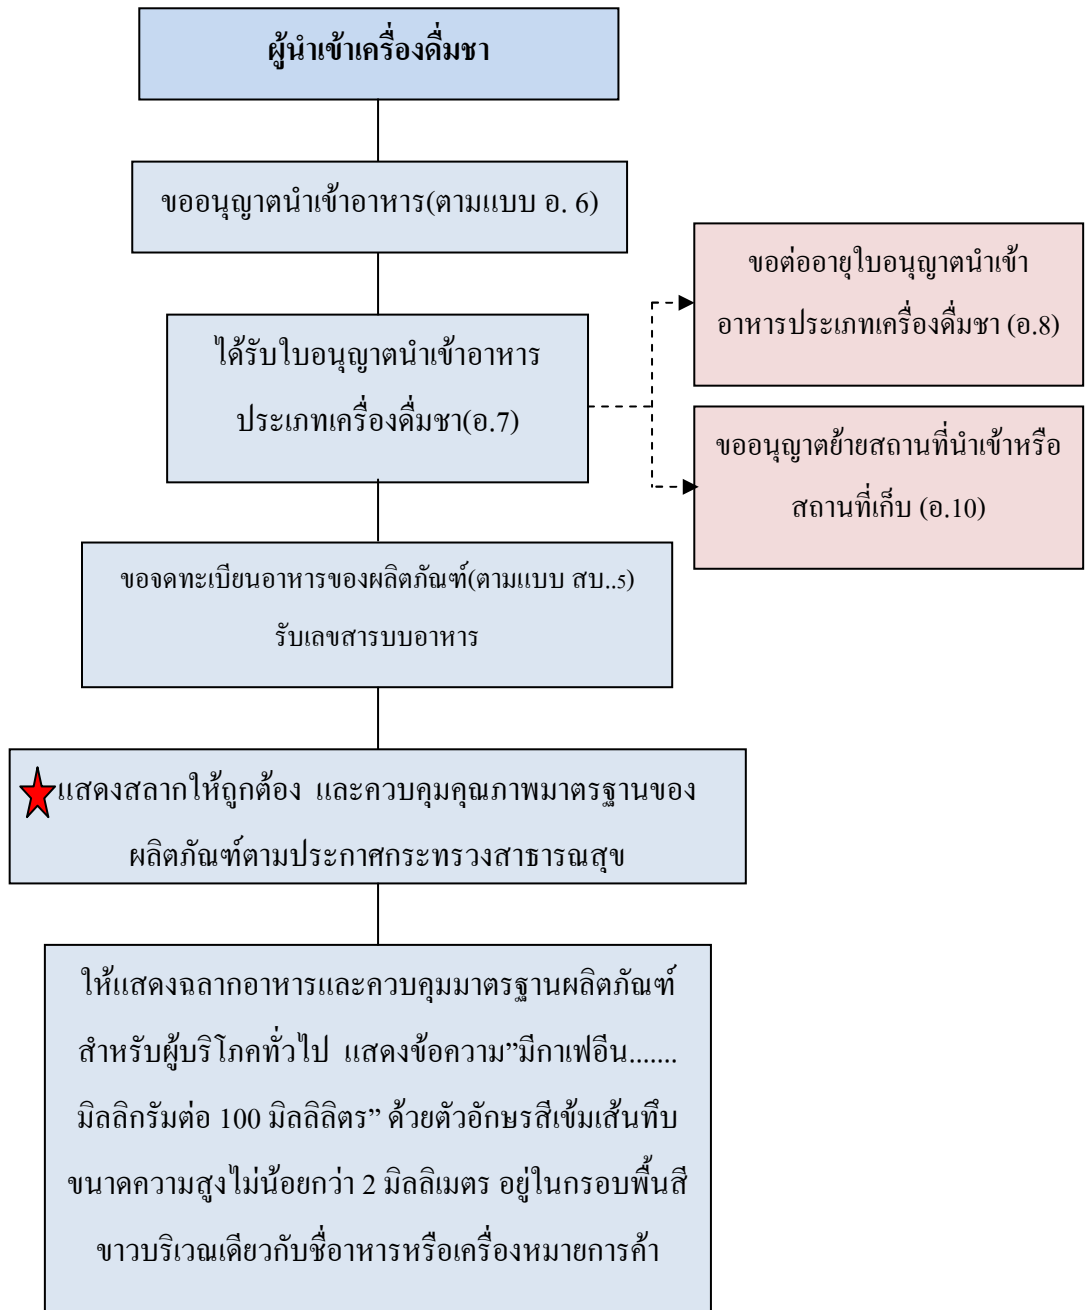 ผู้นำเข้าเครื่องดื่มชา
ขออนุญาตนำเข้าอาหาร(ตามแบบ อ. 6)
ขอต่ออายุใบอนุญาตนำเข้า
อาหารประเภทเครื่องดื่มชา (อ.8)
ได้รับใบอนุญาตนำเข้าอาหาร
ประเภทเครื่องดื่มชา(อ.7)
ขออนุญาตย้ายสถานที่นำเข้าหรือ
สถานที่เก็บ (อ.10)
ขอจดทะเบียนอาหารของผลิตภัณฑ์(ตามแบบ สบ..5)
รับเลขสารบบอาหาร
แสดงสลากให้ถูกต้อง และควบคุมคุณภาพมาตรฐานของ
ผลิตภัณฑ์ตามประกาศกระทรวงสาธารณสุข
ให้แสดงฉลากอาหารและควบคุมมาตรฐานผลิตภัณฑ์
สำหรับผู้บริโภคทั่วไป แสดงข้อความ”มีกาเฟอีน.......
มิลลิกรัมต่อ 100 มิลลิลิตร” ด้วยตัวอักษรสีเข้มเส้นทึบ
ขนาดความสูงไม่น้อยกว่า 2 มิลลิเมตร อยู่ในกรอบพื้นสี
ขาวบริเวณเดียวกับชื่อาหารหรือเครื่องหมายการค้า